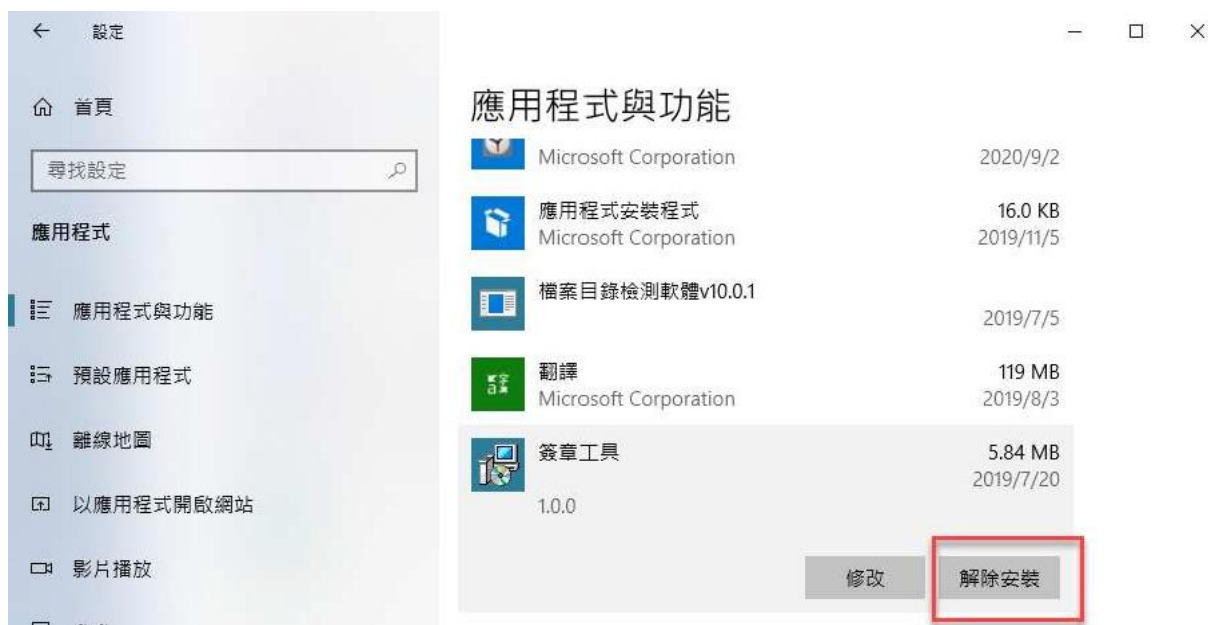 設定
首頁
尋找設定
應用程式
應用程式與功能
預設應用程式
離線地圖
以應用程式開啟網站
影片播放
應用程式與功能
Microsoft Corporation 2020/9/2
應用程式安裝程式 16.0 KB
Microsoft Corporation 2019/11/5
檔案目錄檢測軟體v10.0.1
2019/7/5
翻譯 119 MB
Microsoft Corporation 2019/8/3
簽章工具 5.84 MB
2019/7/20
1.0.0
修改 解除安裝